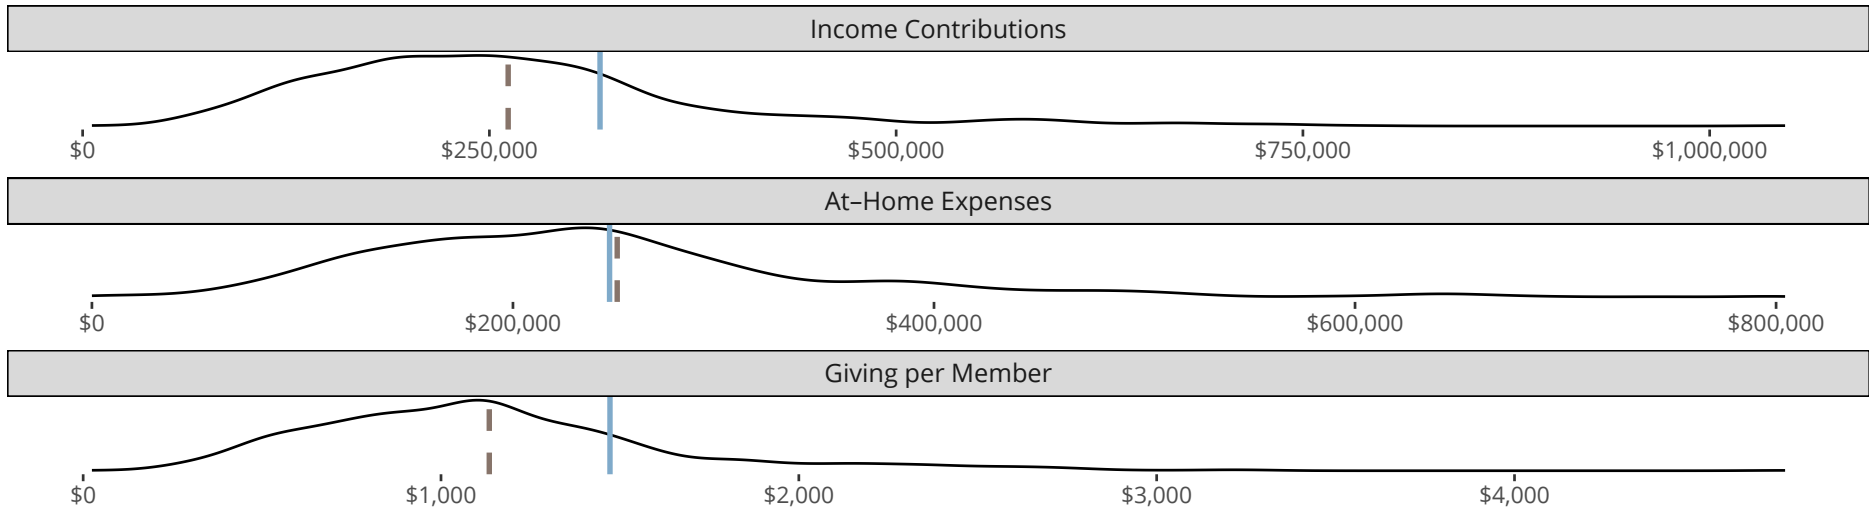 Income Contributions
$0 $250,000 $500,000 $750,000 $1,000,000
At–Home Expenses
$0 $200,000 $400,000 $600,000 $800,000
Giving per Member
$0 $1,000 $2,000 $3,000 $4,000